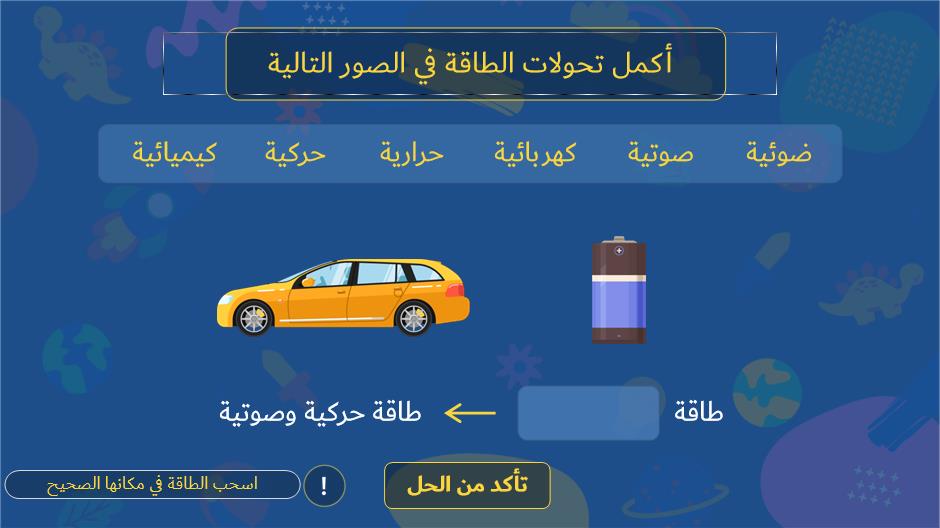 أكمل تحولات الطاقة في الصور التالية
ضوئية صوتية كهربائية حرارية حركية كيميائية
طاقة ← طاقة حركية وصوتية
تأكد من الحل
! اسحب الطاقة في مكانها الصحيح